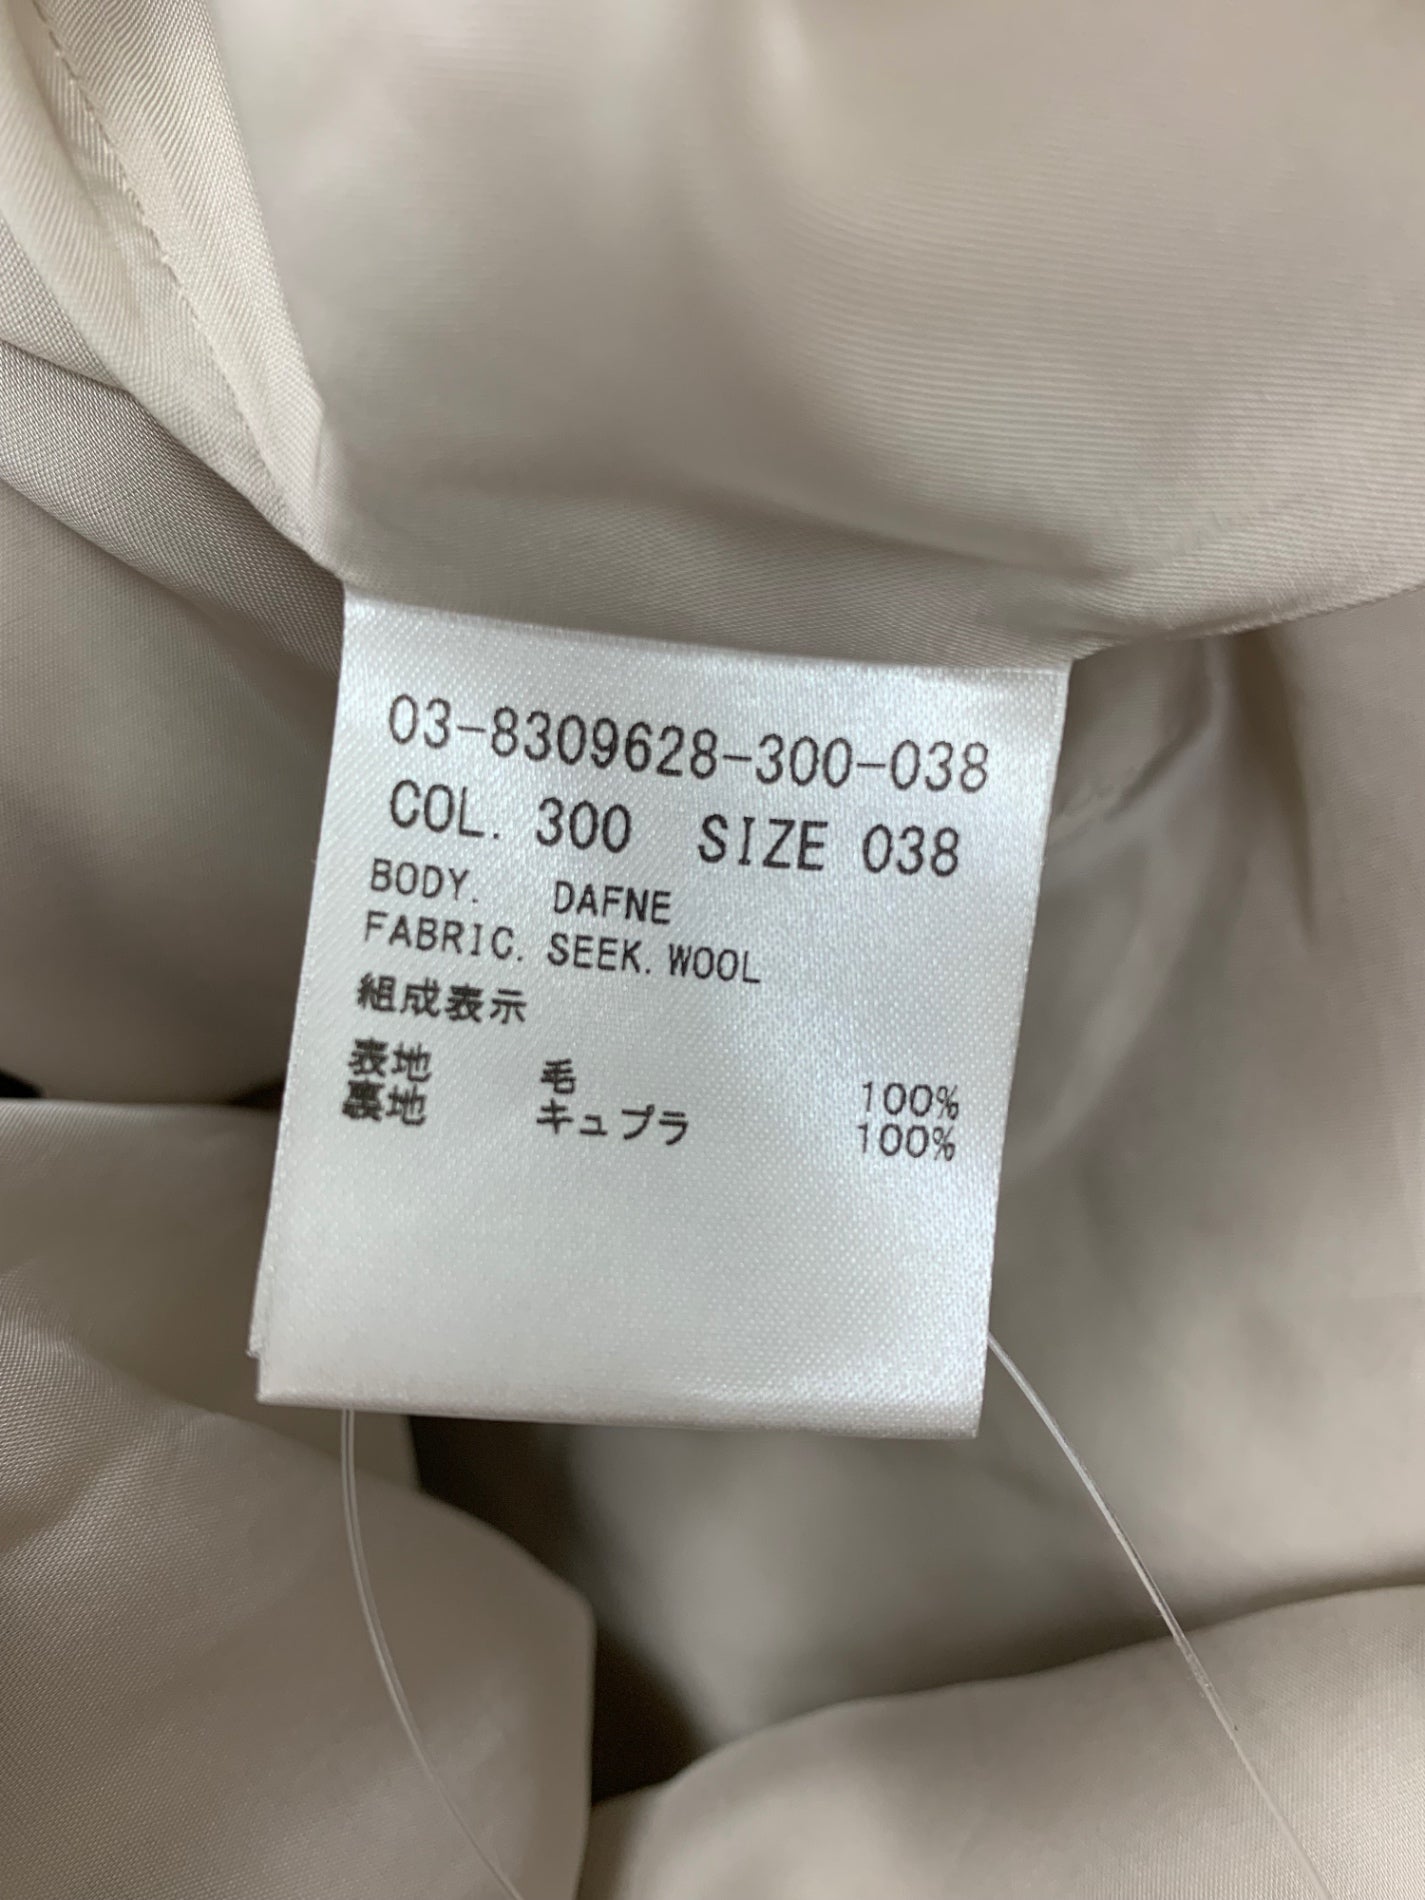 03-8309628-300-038
COL. 300 SIZE 038
BODY. DAFNE
FABRIC. SEEK. WOOL
組成表示
表地 毛 100%
裏地 キュプラ 100%